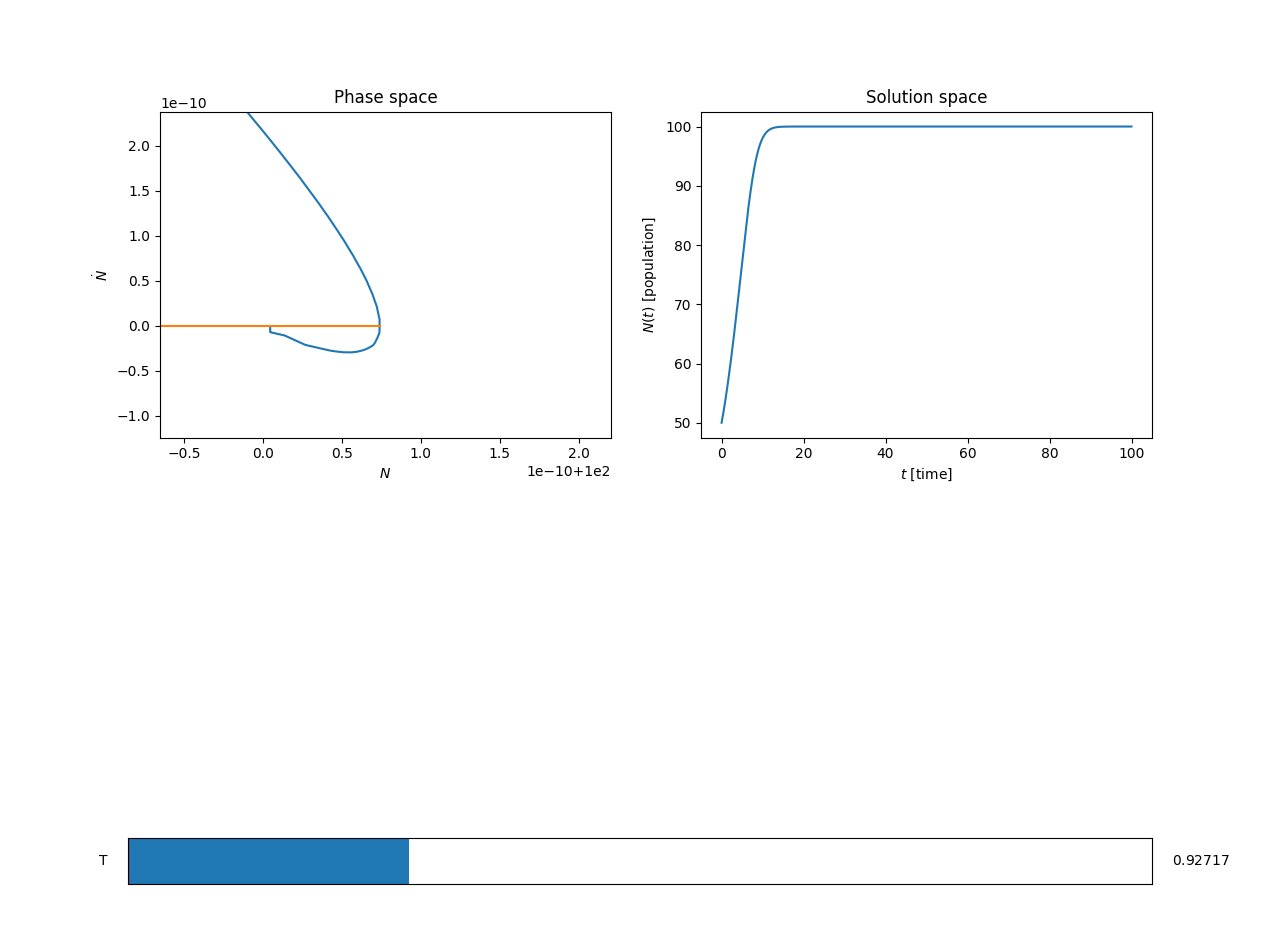 Phase space
1e−10
2.0
1.5
1.0
0.5
0.0
−0.5
−1.0
Ṅ
−0.5 0.0 0.5 1.0 1.5 2.0
1e−10+1e2
N
Solution space
100
90
80
70
60
50
N(t) [population]
0 20 40 60 80 100
t [time]
T
0.92717